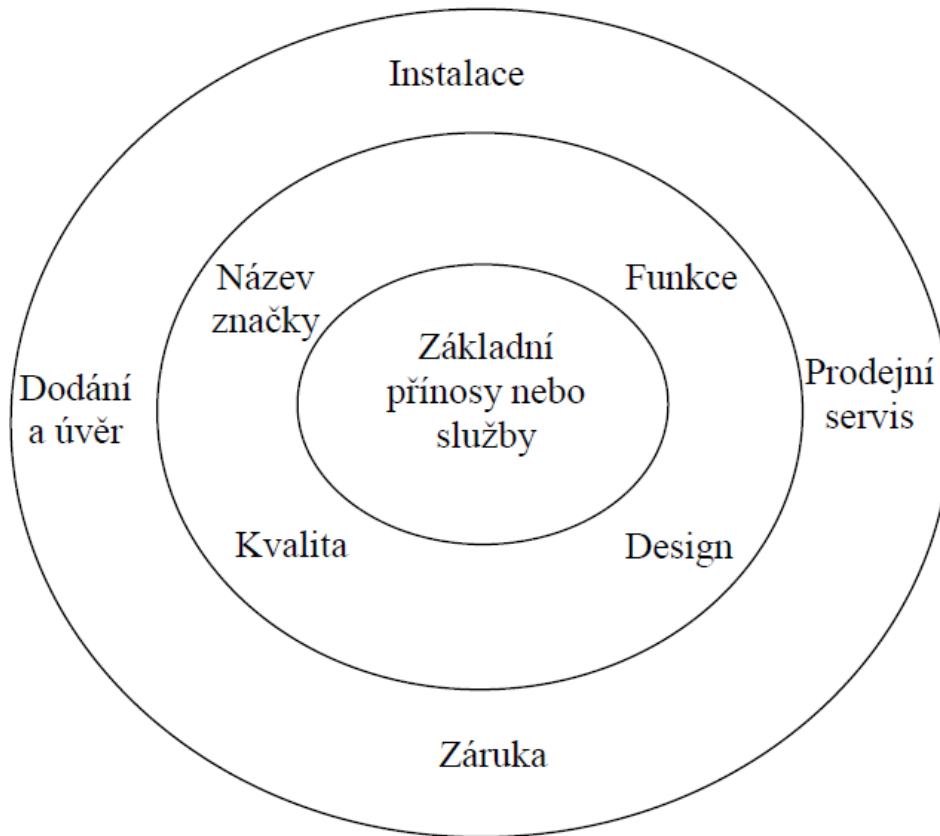 Instalace
Název
značky
Funkce
Základní
přínosy nebo
služby
Dodání
a úvěr
Prodejní
servis
Kvalita
Design
Záruka